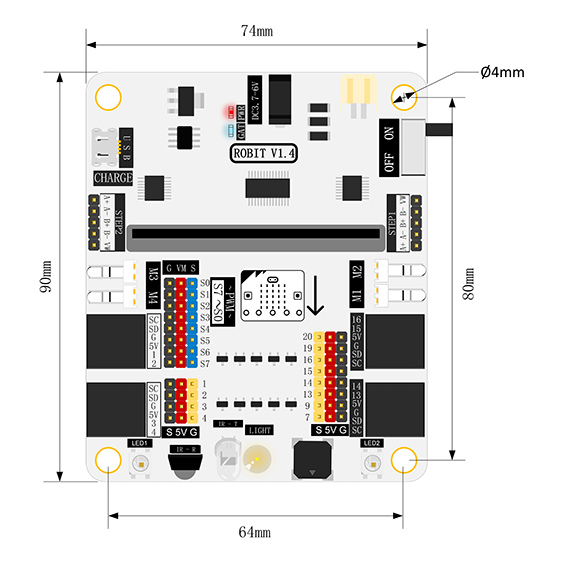 74mm
Ø4mm
DC3.7-6V
PWR
CAT
ON
OFF
ROBIT V1.4
USB
CHARGE
A+ A- B+ B- VW
STEP2
STEP1
A+ A- B+ B- VW
90mm
80mm
M3
M4
G VM S
S0
S1
S2
S3
S4
S5
S6
S7
~PWM~
S7~S0
M2
M1
SC
SD
G
5V
1
2
20
19
16
15
14
13
9
7
16
15
5V
G
SD
SC
SC
SD
G
5V
3
4
1
2
3
4
14
13
5V
G
SD
SC
S 5V G
S 5V G
IR - T
LIGHT
LED1
IR - R
LED2
64mm